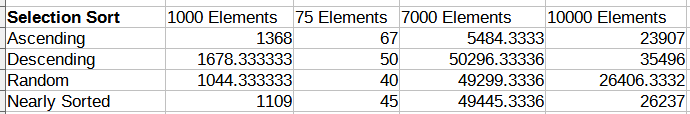 Selection Sort 1000 Elements 75 Elements 7000 Elements 10000 Elements
Ascending 1368 67 5484.3333 23907
Descending 1678.333333 50 50296.33336 35496
Random 1044.333333 40 49299.3336 26406.3332
Nearly Sorted 1109 45 49445.3336 26237